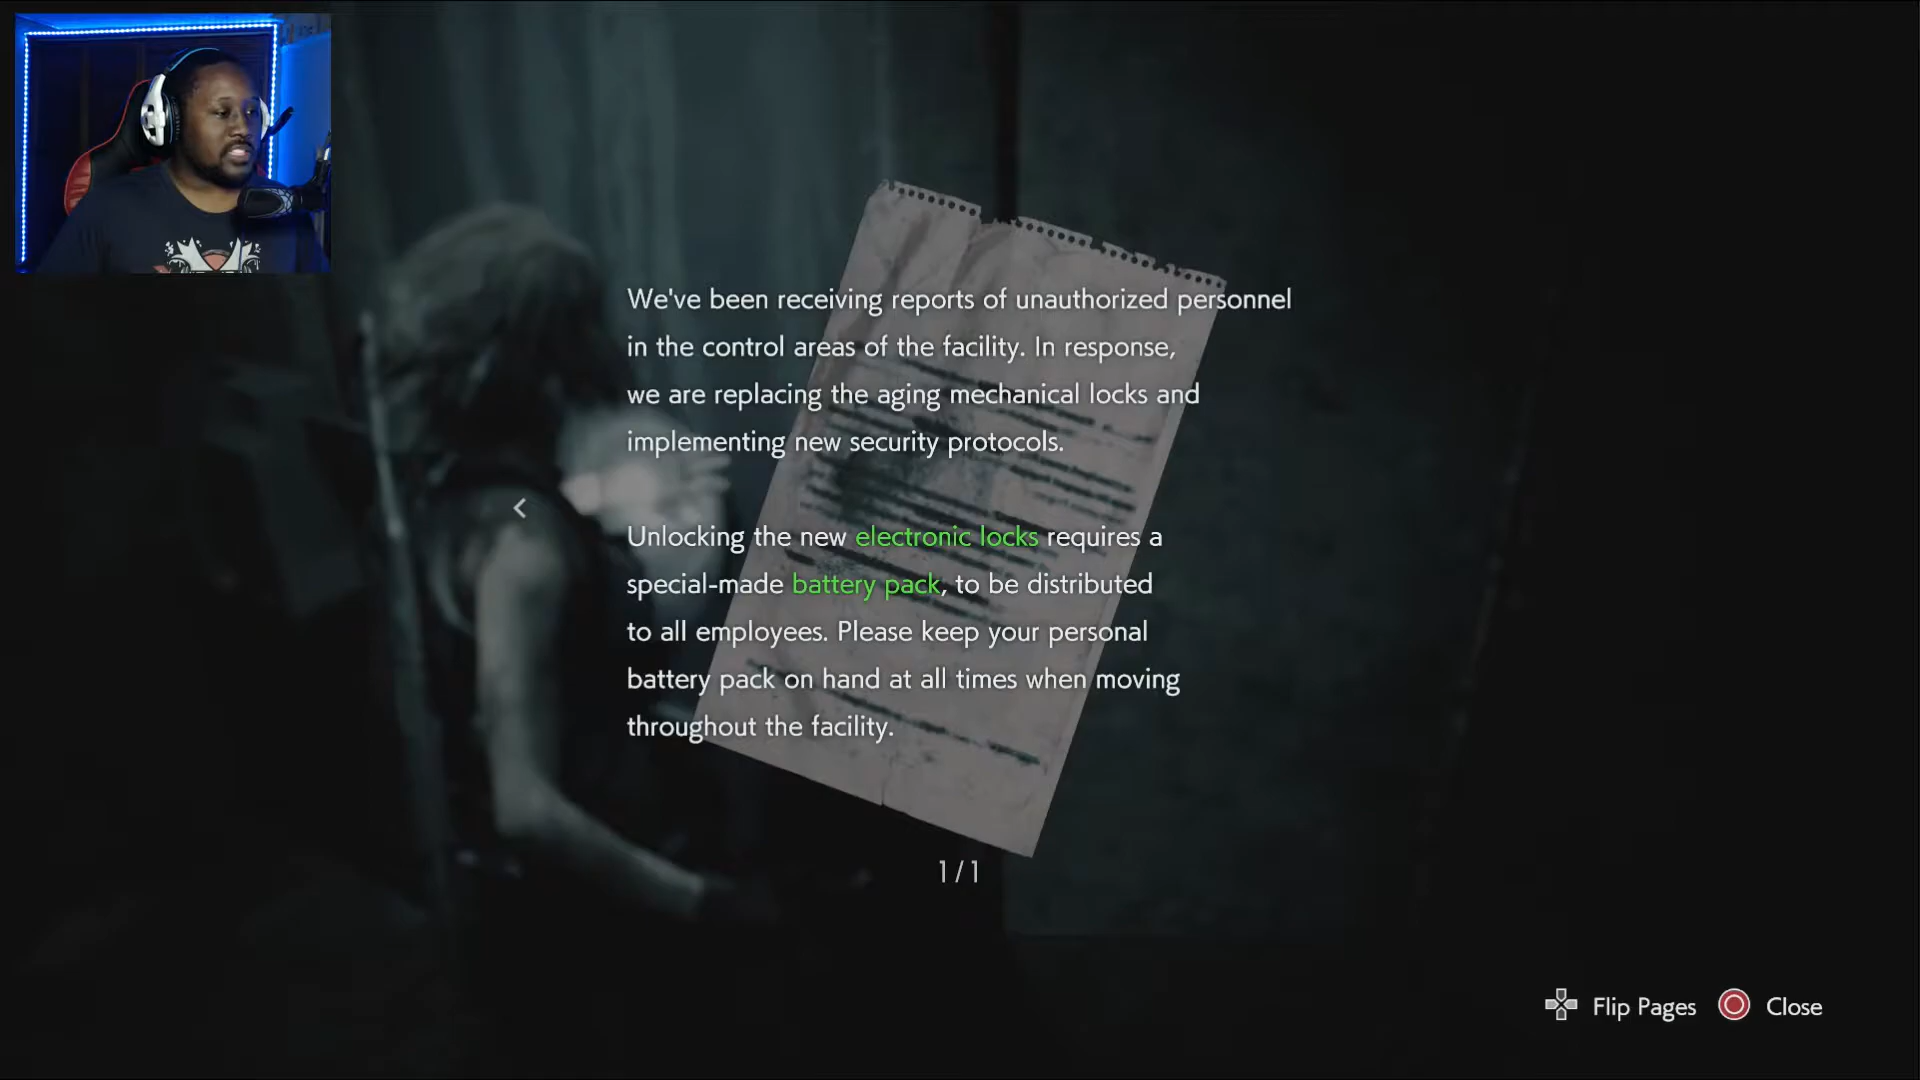 We've been receiving reports of unauthorized personnel
in the control areas of the facility. In response,
we are replacing the aging mechanical locks and
implementing new security protocols.
Unlocking the new electronic locks requires a
special-made battery pack, to be distributed
to all employees. Please keep your personal
battery pack on hand at all times when moving
throughout the facility.
1/1
Flip Pages Close